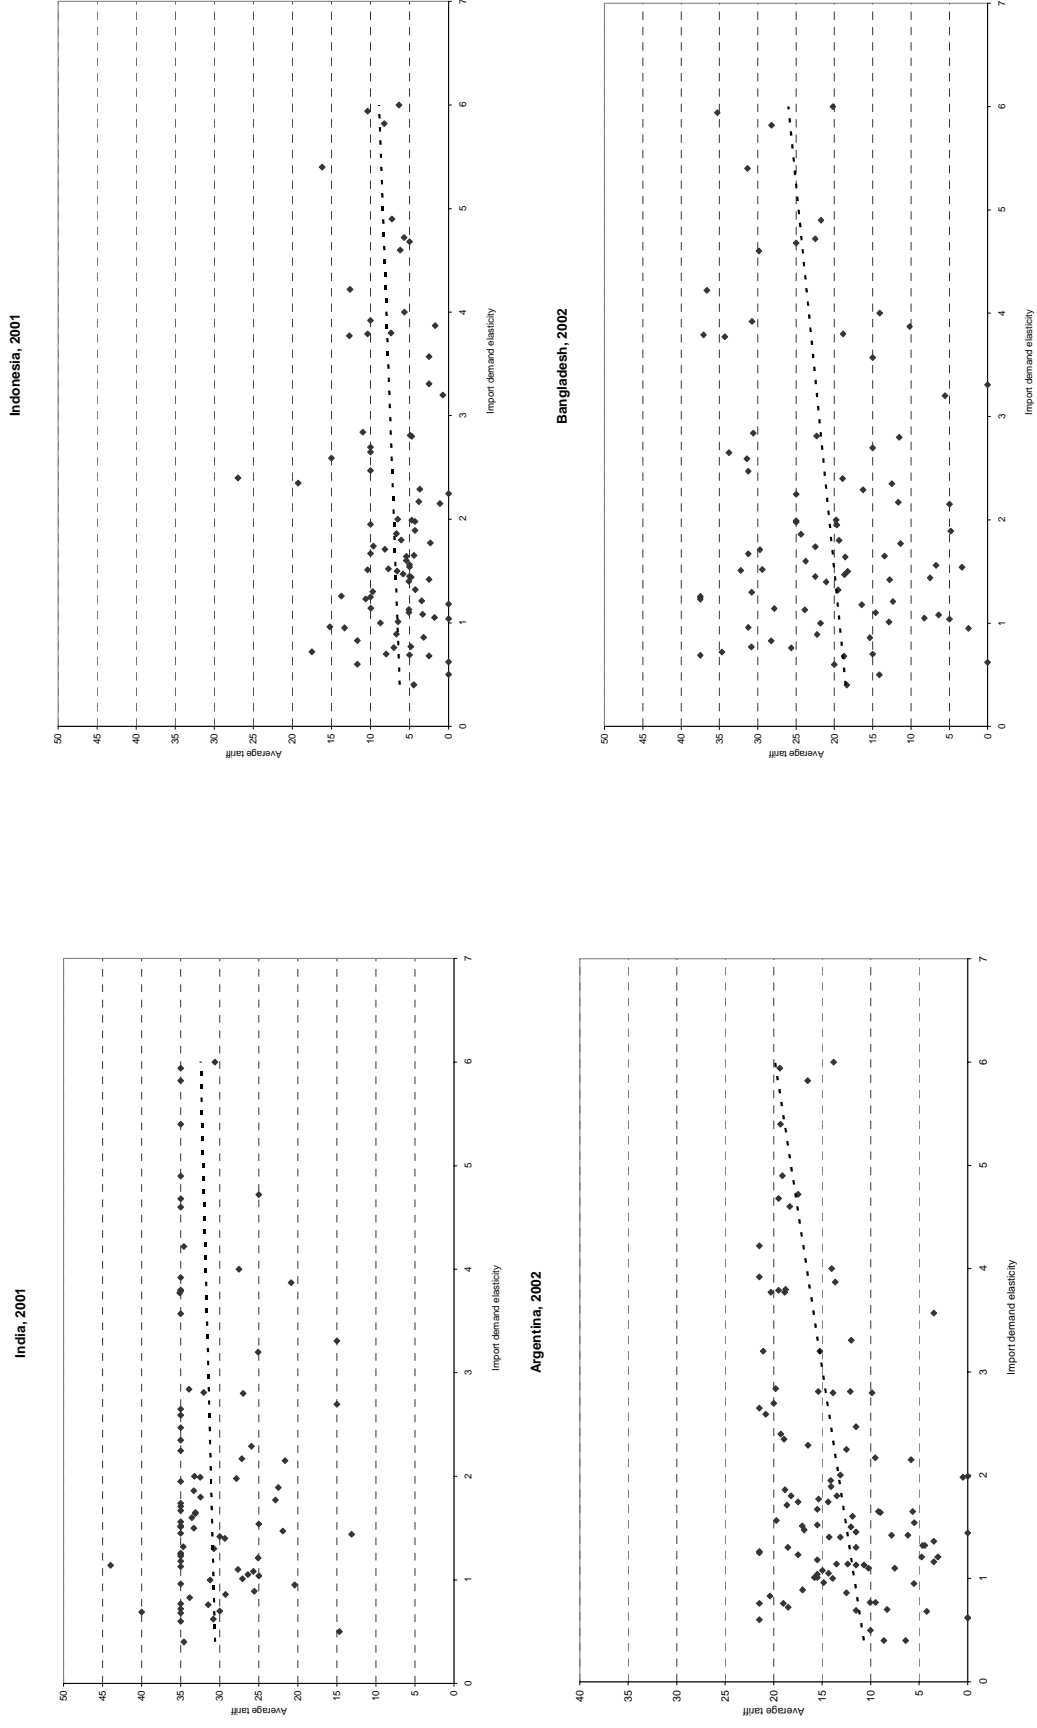 India, 2001
50
45
40
35
30
25
20
15
10
5
0
Average tariff
0 1 2 3 4 5 6 7
Import demand elasticity
Indonesia, 2001
50
45
40
35
30
25
20
15
10
5
0
Average tariff
0 1 2 3 4 5 6 7
Import demand elasticity
Argentina, 2002
40
35
30
25
20
15
10
5
0
Average tariff
0 1 2 3 4 5 6 7
Import demand elasticity
Bangladesh, 2002
50
45
40
35
30
25
20
15
10
5
0
Average tariff
0 1 2 3 4 5 6 7
Import demand elasticity